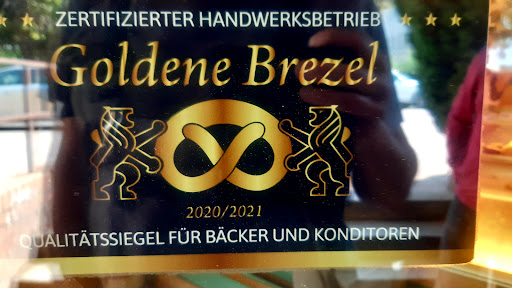 ZERTIFIZIERTER HANDWERKSBETRIEB
Goldene Brezel
2020/2021
QUALITÄTSSIEGEL FÜR BÄCKER UND KONDITOREN